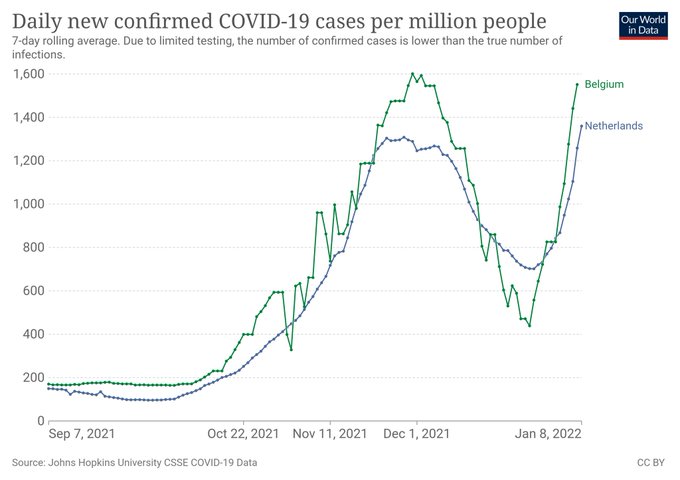 Daily new confirmed COVID-19 cases per million people
Our World
in Data
7-day rolling average. Due to limited testing, the number of confirmed cases is lower than the true number of
infections.
1,600
Belgium
1,400
Netherlands
1,200
1,000
800
600
400
200
0
Sep 7, 2021
Oct 22, 2021
Nov 11, 2021
Dec 1, 2021
Jan 8, 2022
Source: Johns Hopkins University CSSE COVID-19 Data
CC BY